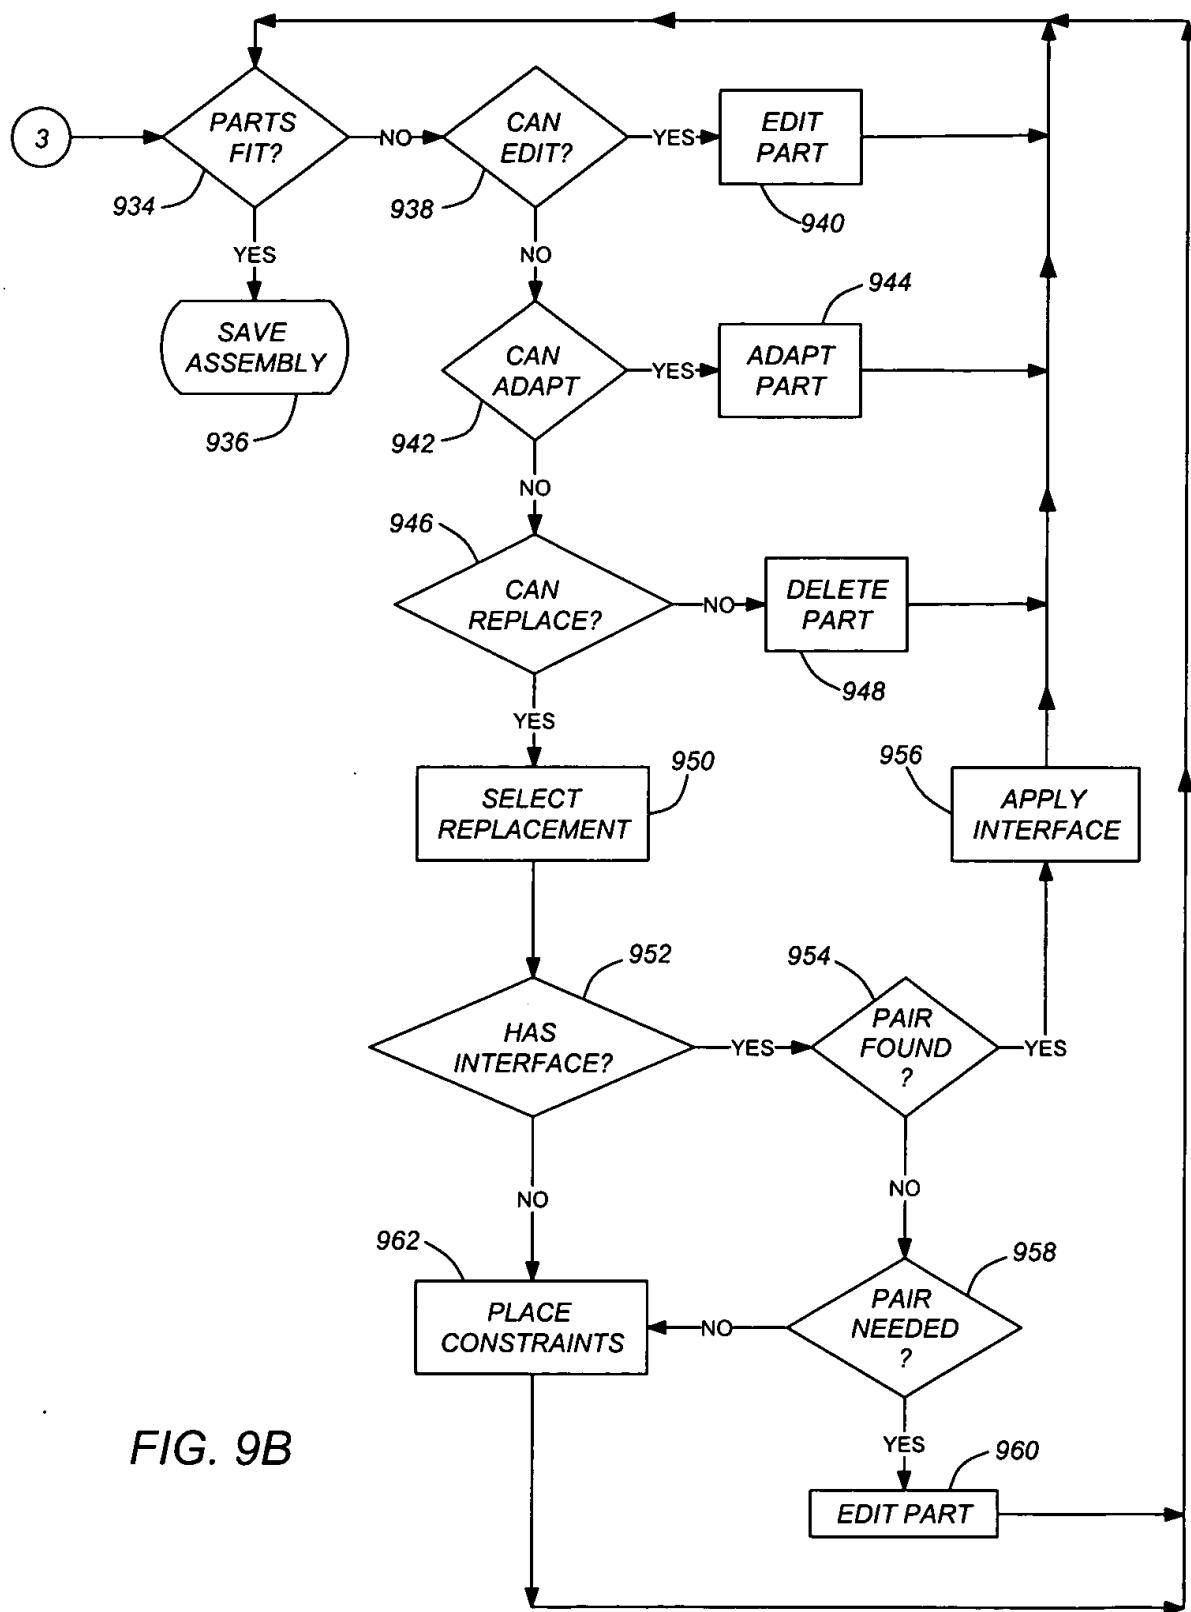 3
PARTS
FIT?
934
NO
CAN
EDIT?
938
YES
EDIT
PART
940
YES
NO
SAVE
ASSEMBLY
936
CAN
ADAPT
942
YES
ADAPT
PART
944
NO
946
CAN
REPLACE?
NO
DELETE
PART
948
YES
SELECT
REPLACEMENT
950
956
APPLY
INTERFACE
952
HAS
INTERFACE?
YES
954
PAIR
FOUND
?
YES
NO
NO
962
PLACE
CONSTRAINTS
NO
958
PAIR
NEEDED
?
YES
960
EDIT PART
FIG. 9B